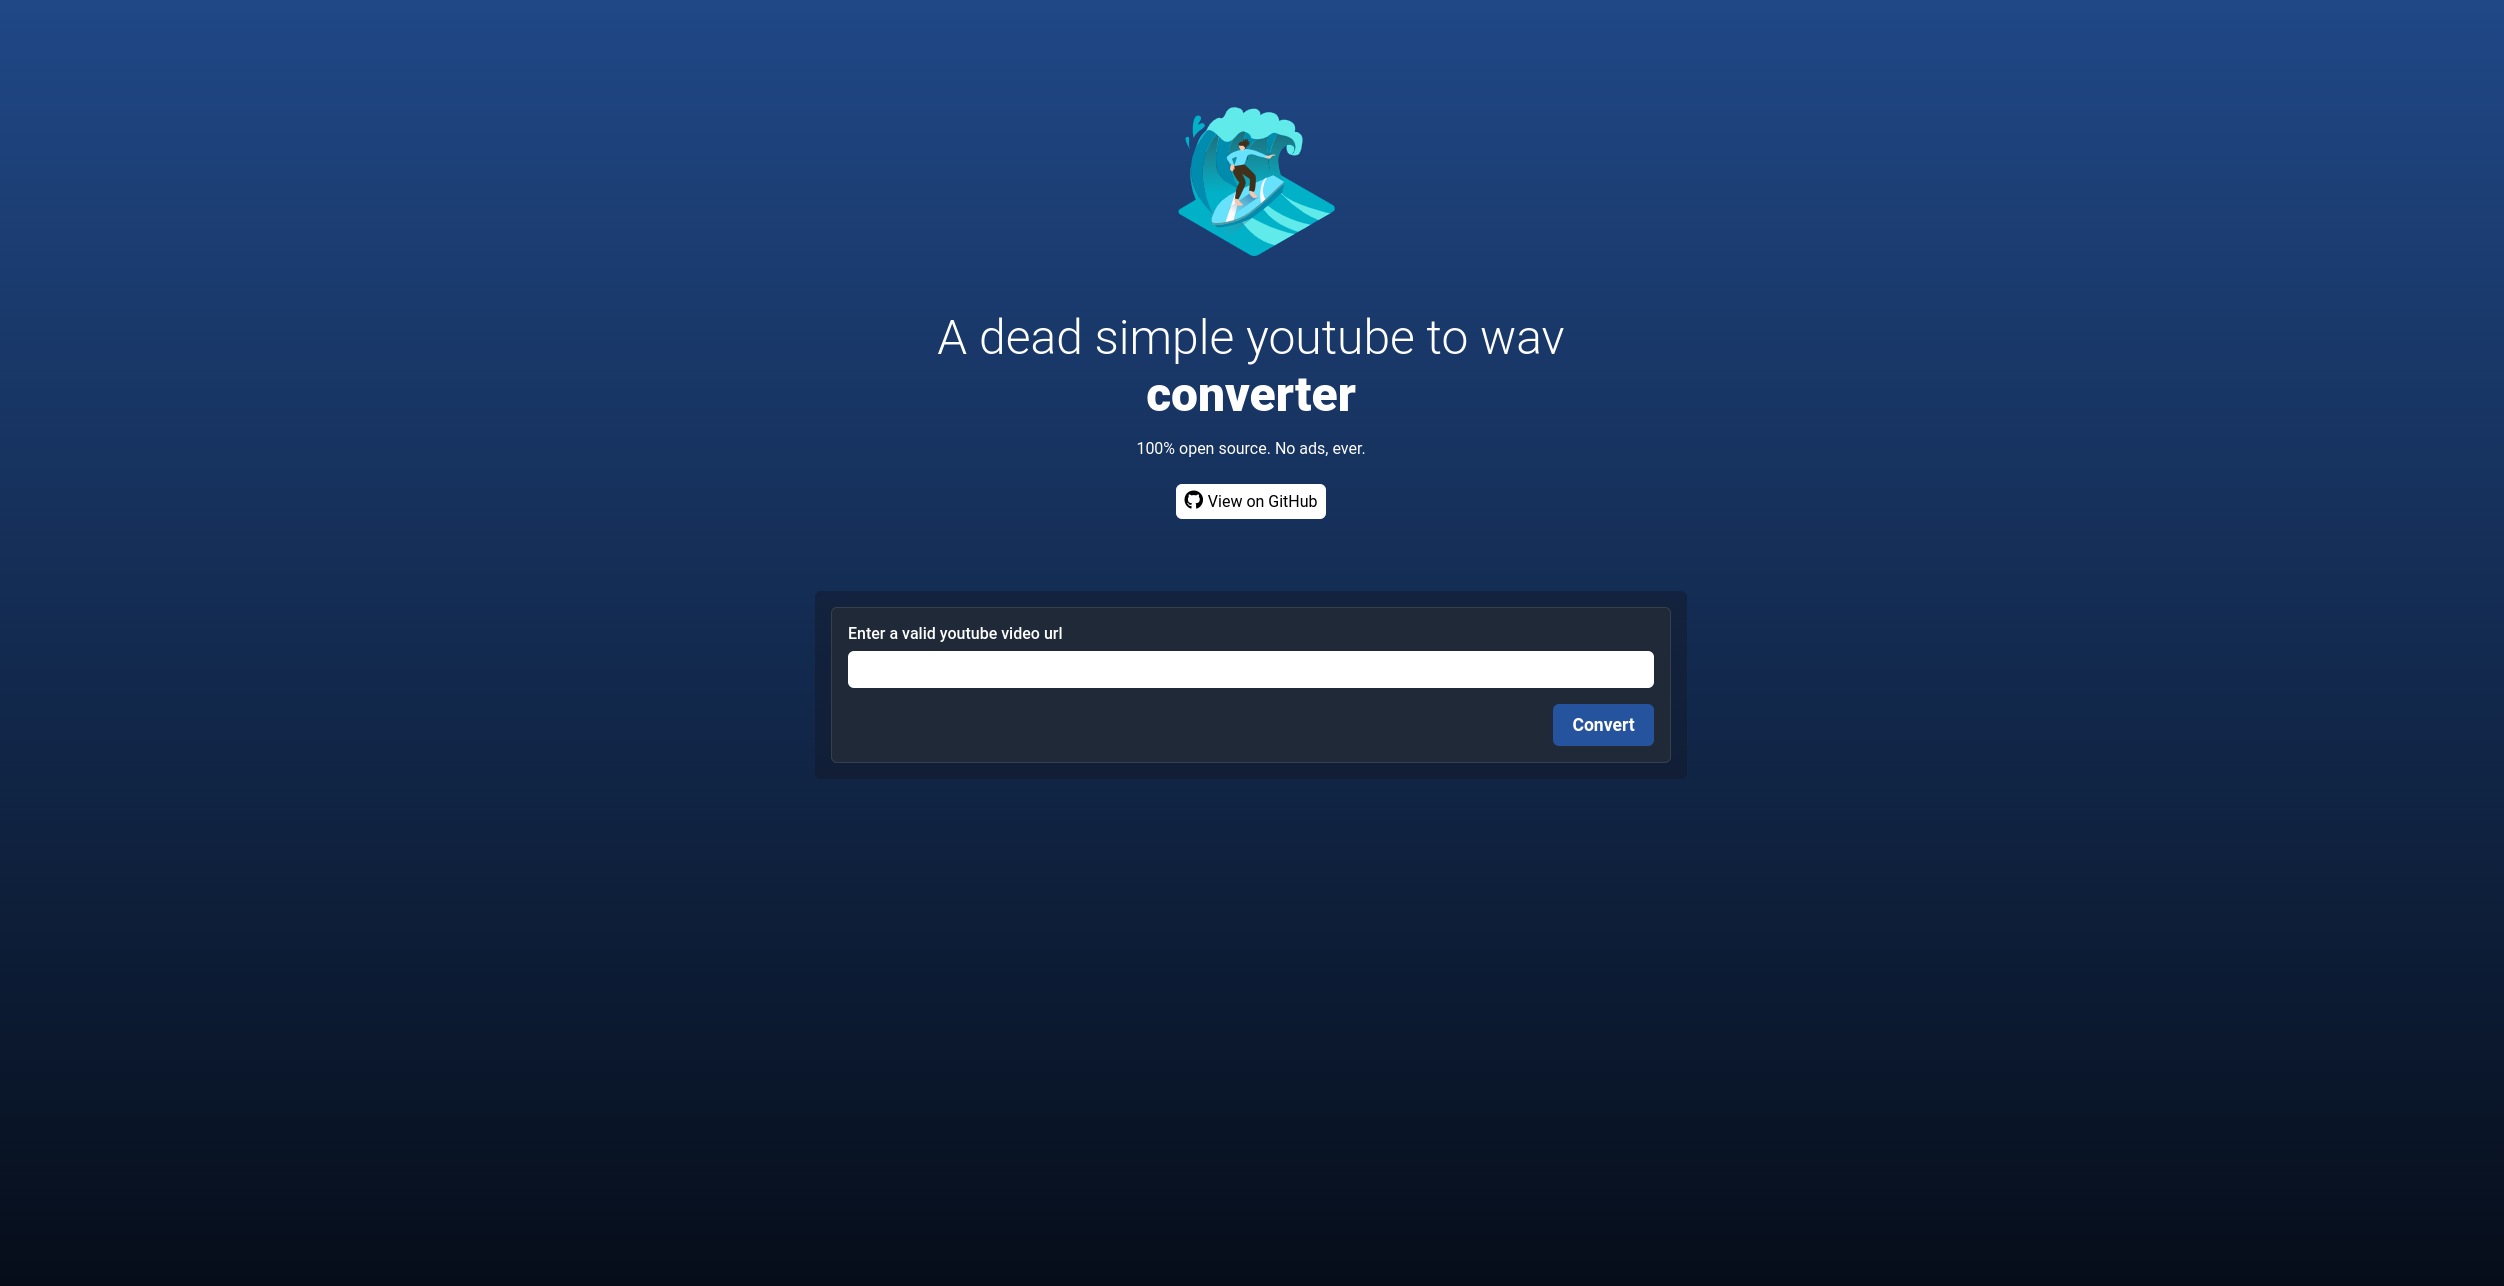 A dead simple youtube to wav
converter
100% open source. No ads, ever.
View on GitHub
Enter a valid youtube video url
Convert